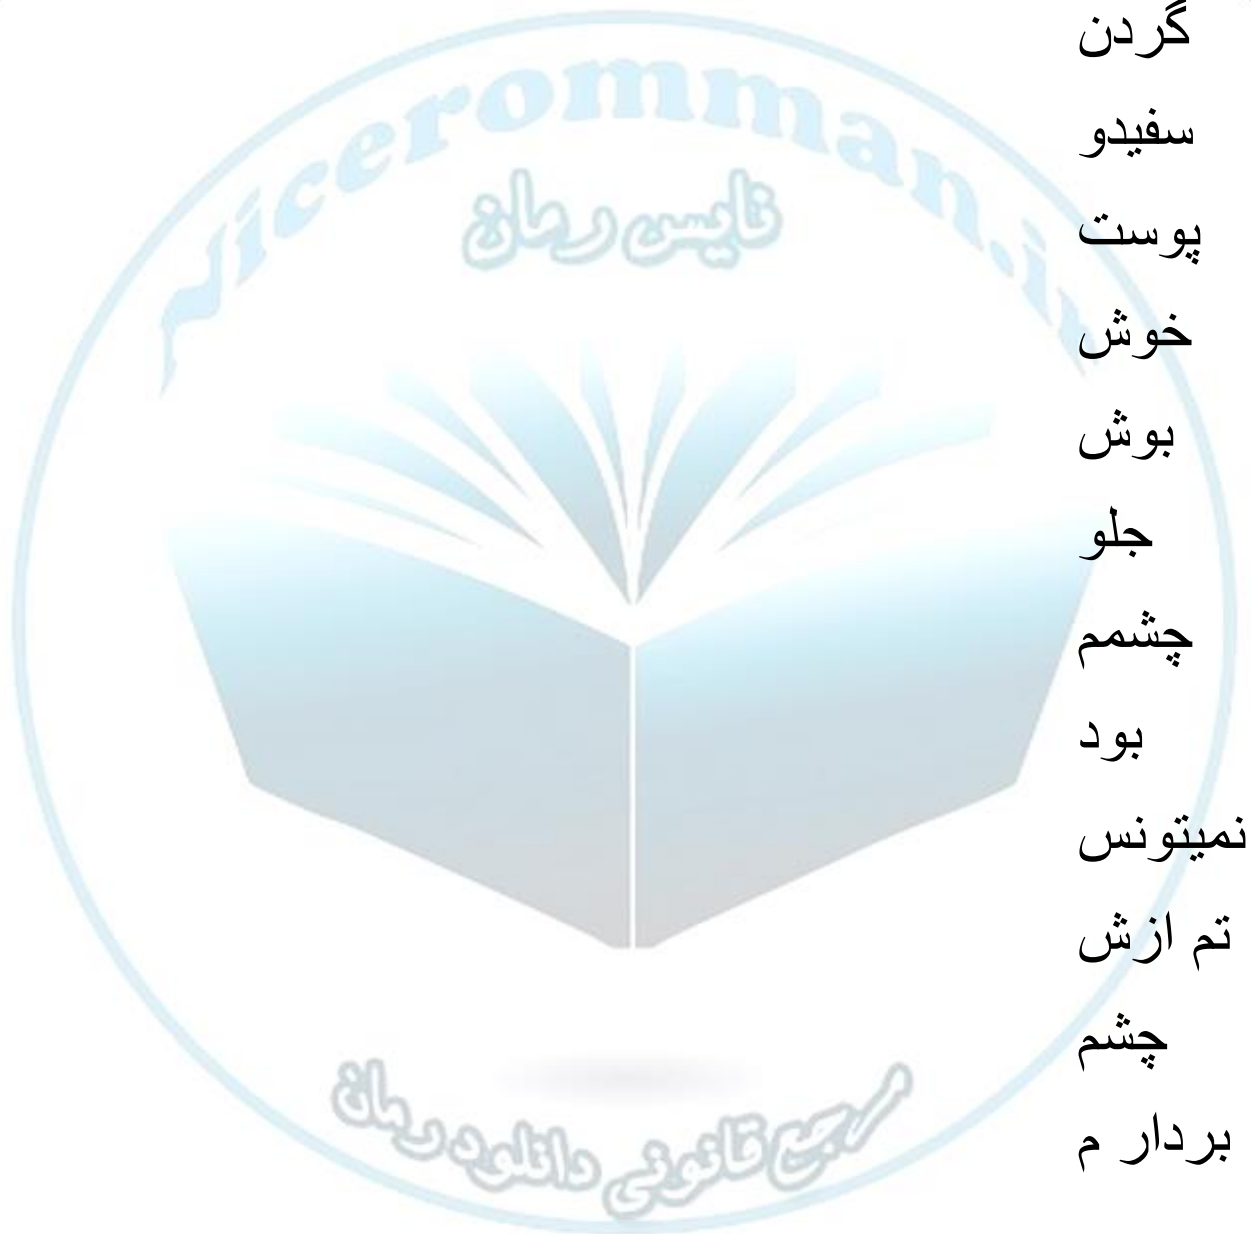 Niceromman.ir
نایس رمان
گردن
سفیدو
پوست
خوش
بوش
جلو
چشمم
بود
نمیتونس
تم ازش
چشم
بردار م
مرجع قانونی دانلود رمان